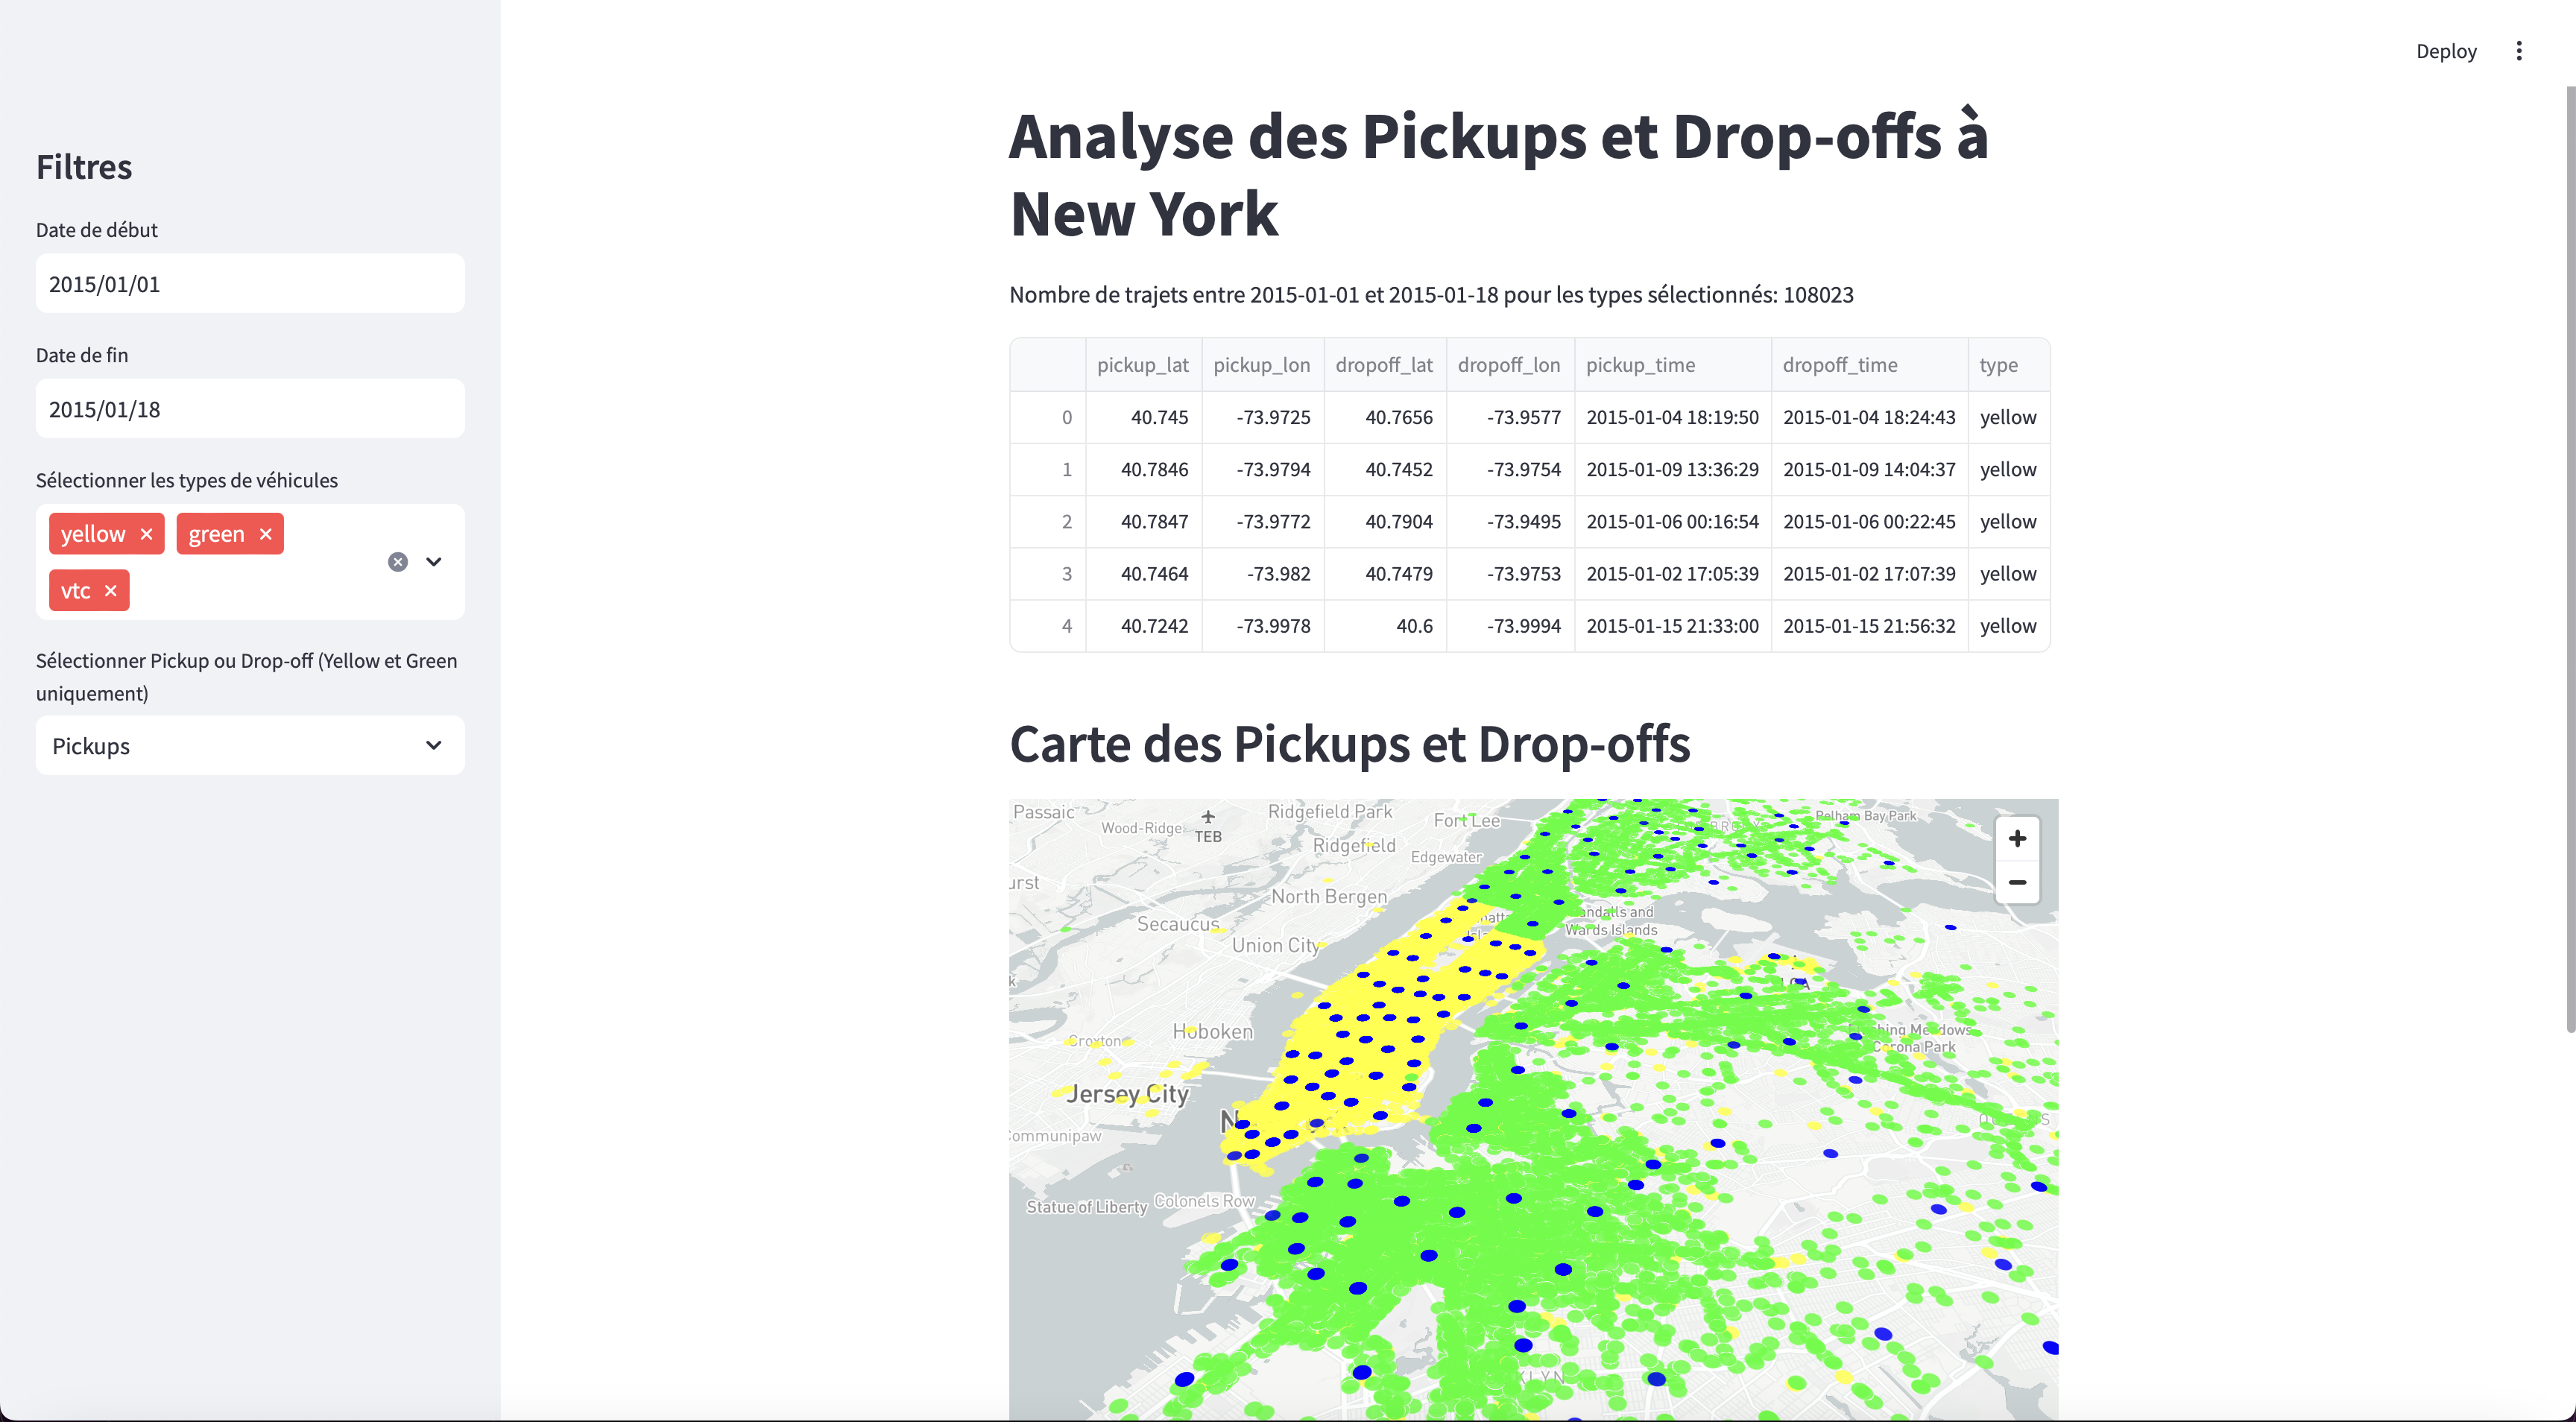 Deploy
Filtres
Date de début
2015/01/01
Date de fin
2015/01/18
Sélectionner les types de véhicules
yellow × green ×
vtc ×
Sélectionner Pickup ou Drop-off (Yellow et Green
uniquement)
Pickups
Analyse des Pickups et Drop-offs à
New York
Nombre de trajets entre 2015-01-01 et 2015-01-18 pour les types sélectionnés: 108023
pickup_lat pickup_lon dropoff_lat dropoff_lon pickup_time dropoff_time type
0 40.745 -73.9725 40.7656 -73.9577 2015-01-04 18:19:50 2015-01-04 18:24:43 yellow
1 40.7846 -73.9794 40.7452 -73.9754 2015-01-09 13:36:29 2015-01-09 14:04:37 yellow
2 40.7847 -73.9772 40.7904 -73.9495 2015-01-06 00:16:54 2015-01-06 00:22:45 yellow
3 40.7464 -73.982 40.7479 -73.9753 2015-01-02 17:05:39 2015-01-02 17:07:39 yellow
4 40.7242 -73.9978 40.6 -73.9994 2015-01-15 21:33:00 2015-01-15 21:56:32 yellow
Carte des Pickups et Drop-offs
Passaic
Wood-Ridge
TEB
Ridgefield Park
Fort Lee
Pelham Bay Park
Ridgefield
Edgewater
urst
North Bergen
Secaucus
Union City
andalls and
Wards Islands
Hoboken
Croxton
Flushing Meadows
Corona Park
Jersey City
Communipaw
Statue of Liberty
Colonels Row
KLYN
+
−